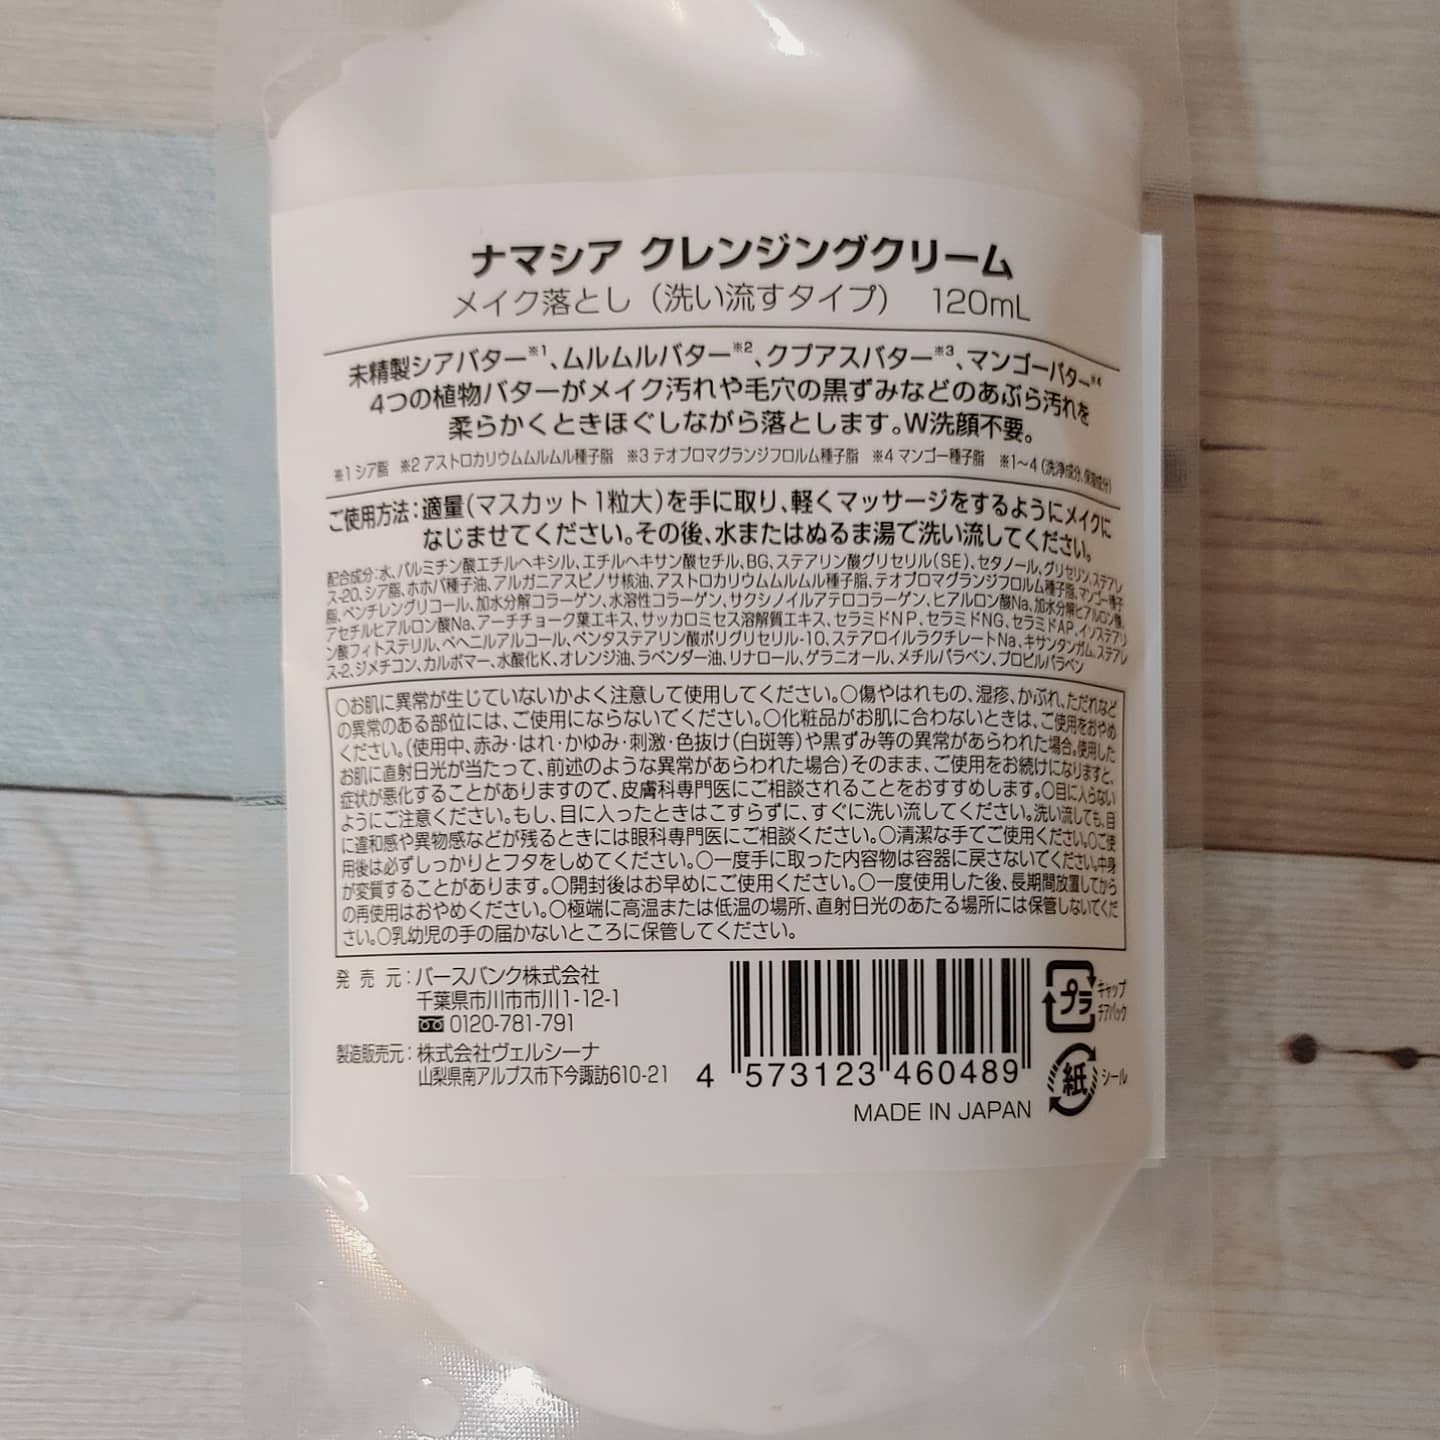 ナマシア クレンジングクリーム
メイク落とし（洗い流すタイプ） 120mL
未精製シアバター※1、ムルムルバター※2、クプアスバター※3、マンゴーバター※4
4つの植物バターがメイク汚れや毛穴の黒ずみなどのあぶら汚れを
柔らかくときほぐしながら落とします。W洗顔不要。
※1 シア脂 ※2 アストロカリウムムルムル種子脂 ※3 テオブロマグランジフロルム種子脂 ※4 マンゴー種子脂 ※1～4（洗浄成分、保湿成分）
ご使用方法：適量（マスカット1粒大）を手に取り、軽くマッサージをするようにメイクに
なじませてください。その後、水またはぬるま湯で洗い流してください。
配合成分：水、パルミチン酸エチルヘキシル、エチルヘキサン酸セチル、BG、ステアリン酸グリセリル（SE）、セタノール、グリセリン、ステアレ
ス-20、シア脂、ホホバ種子油、アルガニアスピノサ核油、アストロカリウムムルムル種子脂、テオブロマグランジフロルム種子脂、マンゴー種子
脂、ペンチレングリコール、加水分解コラーゲン、水溶性コラーゲン、サクシノイルアテロコラーゲン、ヒアルロン酸Na、加水分解ヒアルロン酸、
アセチルヒアルロン酸Na、アーチチョーク葉エキス、サッカロミセス溶解質エキス、セラミドNP、セラミドNG、セラミドAP、イソステアリ
ン酸フィトステリル、ベヘニルアルコール、ペンタステアリン酸ポリグリセリル-10、ステアロイルラクチレートNa、キサンタンガム、ステアレ
ス-2、ジメチコン、カルボマー、水酸化K、オレンジ油、ラベンダー油、リナロール、ゲラニオール、メチルパラベン、プロピルパラベン
○お肌に異常が生じていないかよく注意して使用してください。○傷やはれもの、湿疹、かぶれ、ただれなど
の異常のある部位には、ご使用にならないでください。○化粧品がお肌に合わないときは、ご使用をおやめ
ください。（使用中、赤み・はれ・かゆみ・刺激・色抜け（白斑等）や黒ずみ等の異常があらわれた場合。使用した
お肌に直射日光が当たって、前述のような異常があらわれた場合）そのまま、ご使用をお続けになりますと、
症状が悪化することがありますので、皮膚科専門医にご相談されることをおすすめします。○目に入らない
ようにご注意ください。もし、目に入ったときはこすらずに、すぐに洗い流してください。洗い流しても、目
に違和感や異物感などが残るときには眼科専門医にご相談ください。○清潔な手でご使用ください。○ご使
用後は必ずしっかりとフタをしめてください。○一度手に取った内容物は容器に戻さないでください。中身
が変質することがあります。○開封後はお早めにご使用ください。○一度使用した後、長期間放置してから
の再使用はおやめください。○極端に高温または低温の場所、直射日光のあたる場所には保管しないでくだ
さい。○乳幼児の手の届かないところに保管してください。
発売元：バースバンク株式会社
千葉県市川市市川1-12-1
0120-781-791
製造販売元：株式会社ヴェルシーナ
山梨県南アルプス市下今諏訪610-21
4 573123 460489
MADE IN JAPAN
プラ キャップ
チアパック
紙 シール